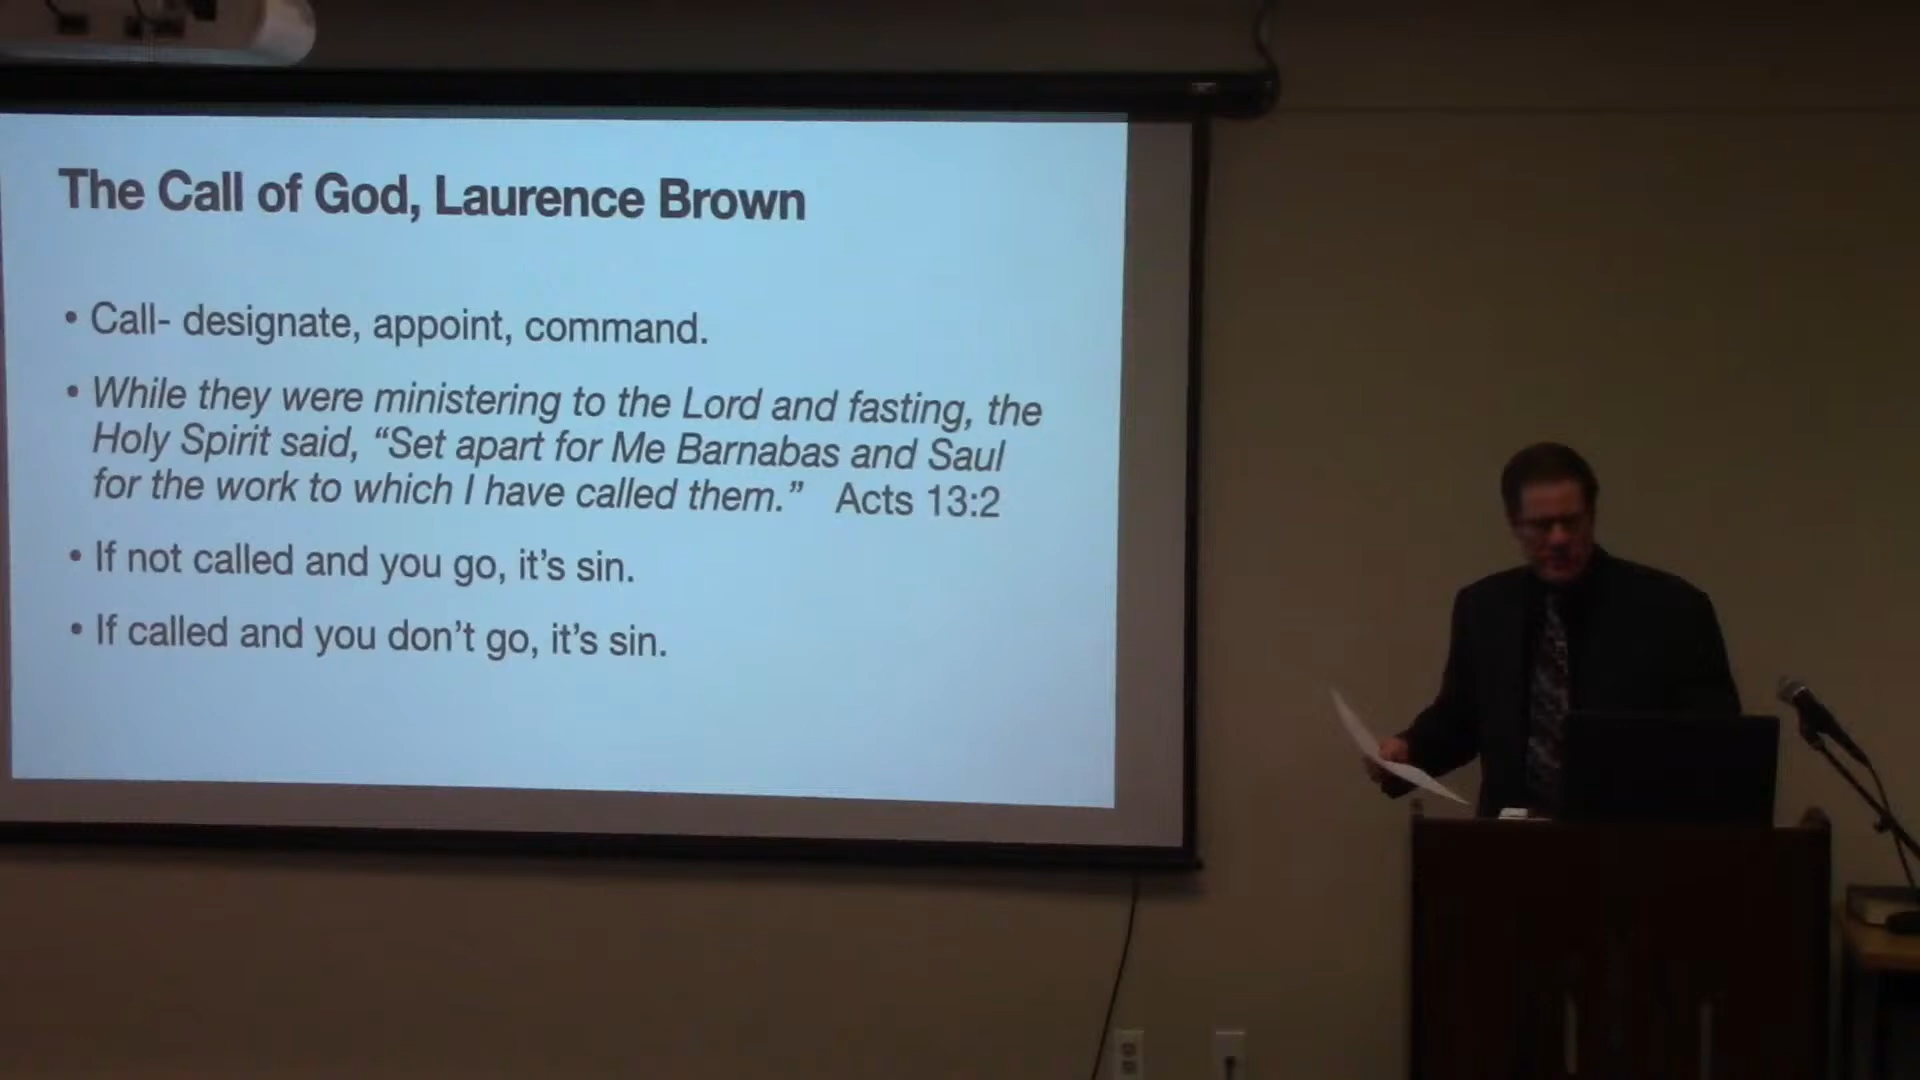 The Call of God, Laurence Brown
• Call- designate, appoint, command.
• While they were ministering to the Lord and fasting, the
Holy Spirit said, “Set apart for Me Barnabas and Saul
for the work to which I have called them.”   Acts 13:2
• If not called and you go, it’s sin.
• If called and you don’t go, it’s sin.